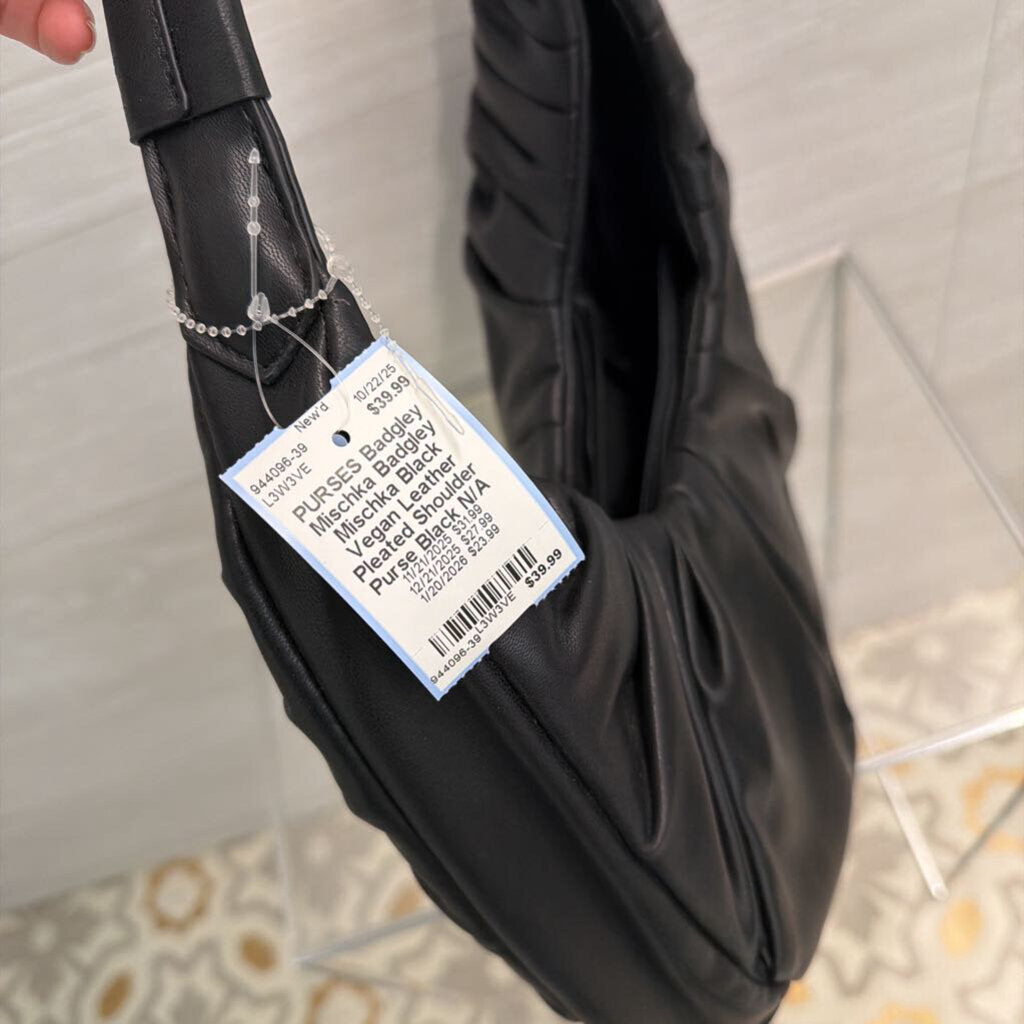 New'd 10/22/25
944096-39 $39.99
L3W3VE
PURSES Badgley
Mischka Badgley
Mischka Black
Vegan Leather
Pleated Shoulder
Purse Black N/A
11/21/2025 $31.99
12/21/2025 $27.99
1/20/2026 $23.99
944096-39 L3W3VE $39.99